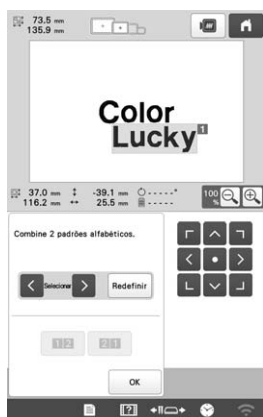 73.5 mm
135.9 mm
Color
Lucky 1
37.0 mm -39.1 mm -----°
116.2 mm 25.5 mm -----
100 %
Combine 2 padrões alfabéticos.
Selecionar Redefinir
1 2 2 1
OK